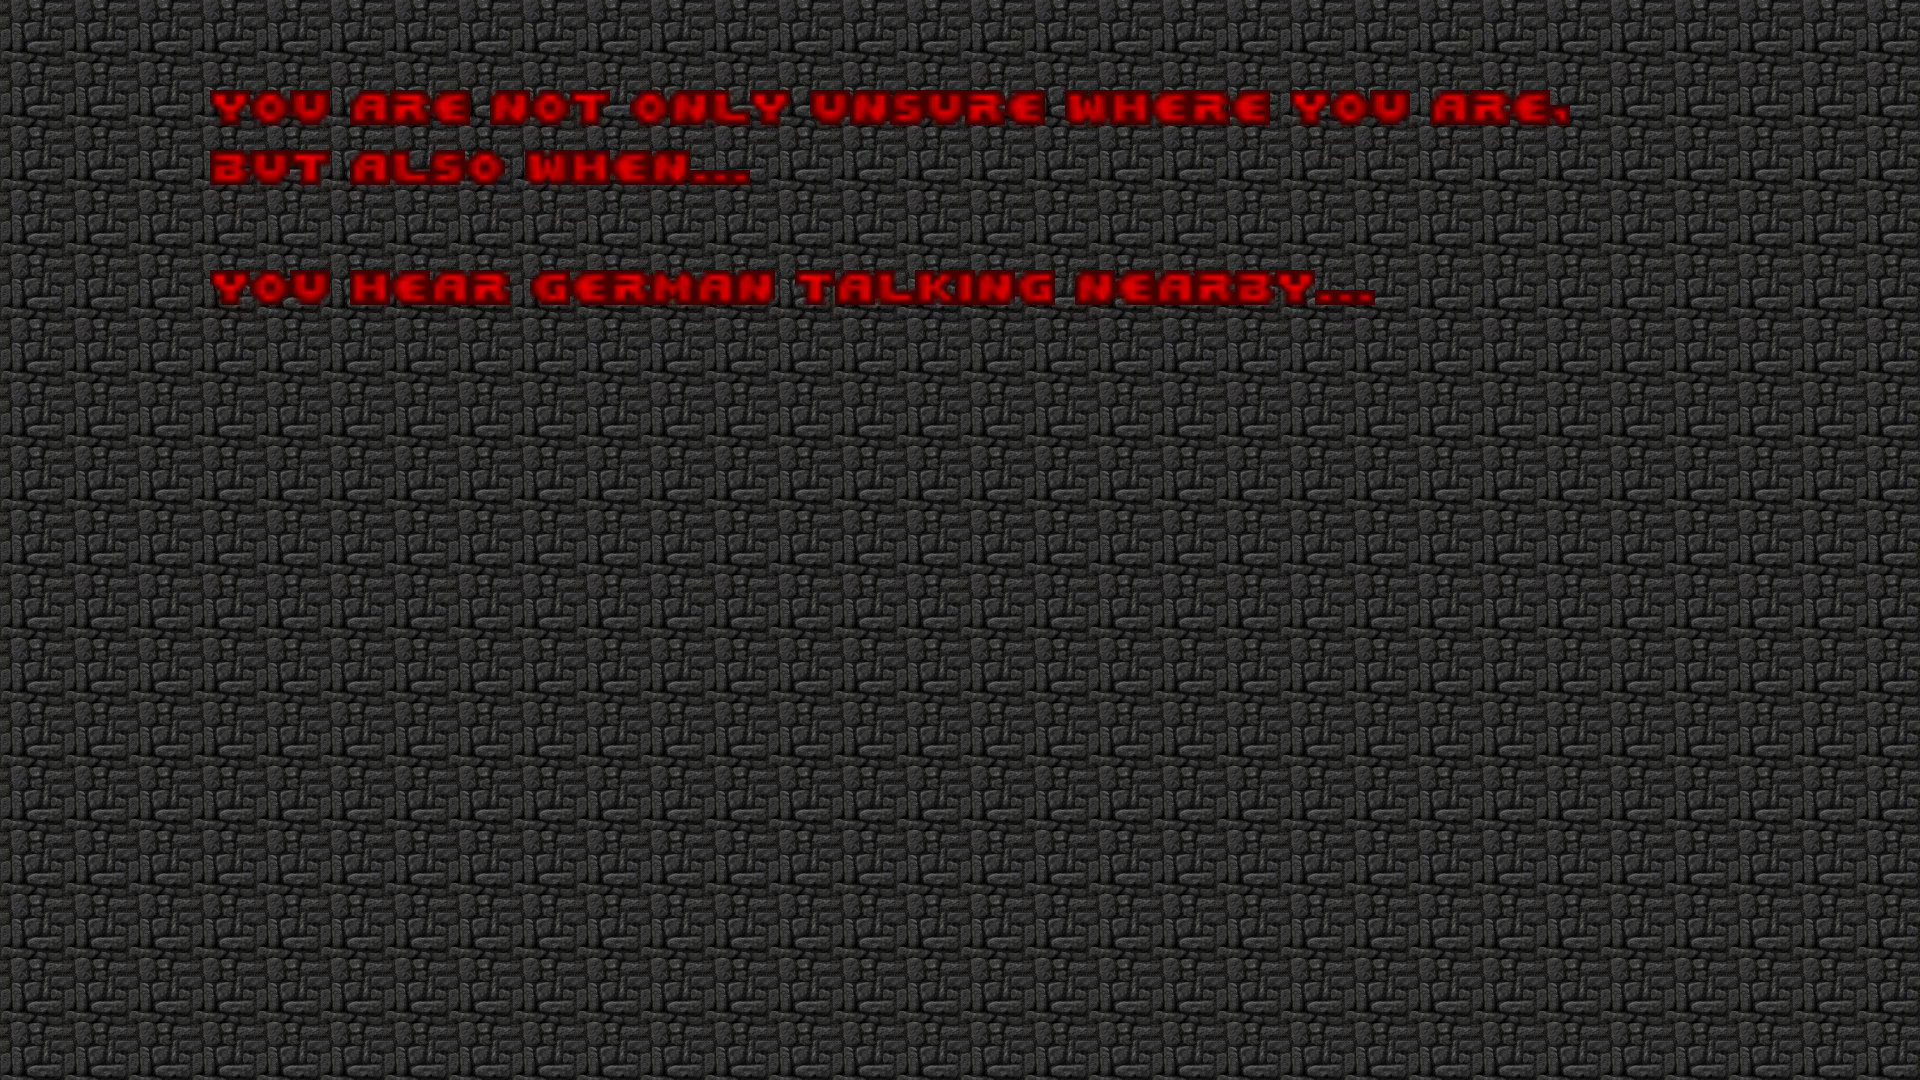 YOU ARE NOT ONLY UNSURE WHERE YOU ARE,
BUT ALSO WHEN...
YOU HEAR GERMAN TALKING NEARBY...